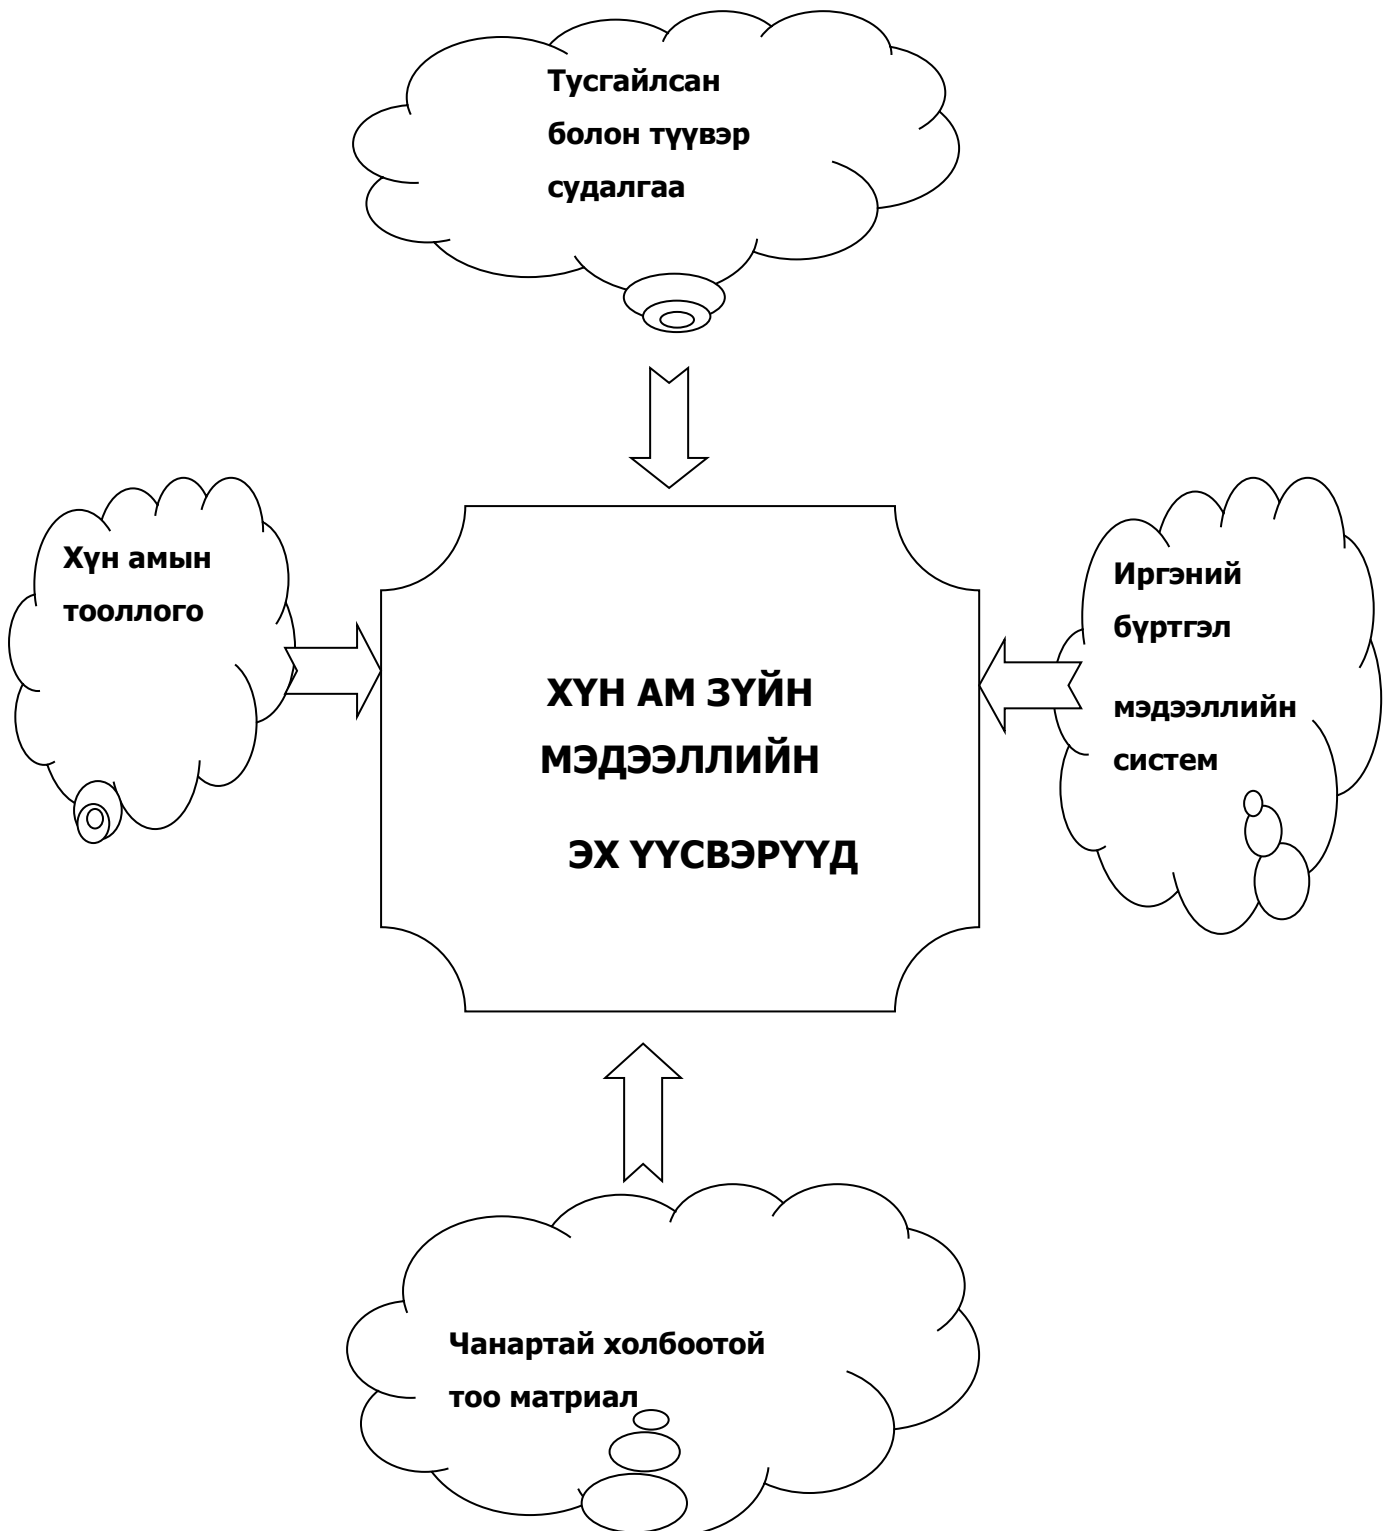 Тусгайлсан
болон түүвэр
судалгаа
Хүн амын
тооллого
Иргэний
бүртгэл
мэдээллийн
систем
ХҮН АМ ЗҮЙН
МЭДЭЭЛЛИЙН
ЭХ ҮҮСВЭРҮҮД
Чанартай холбоотой
тоо матриал